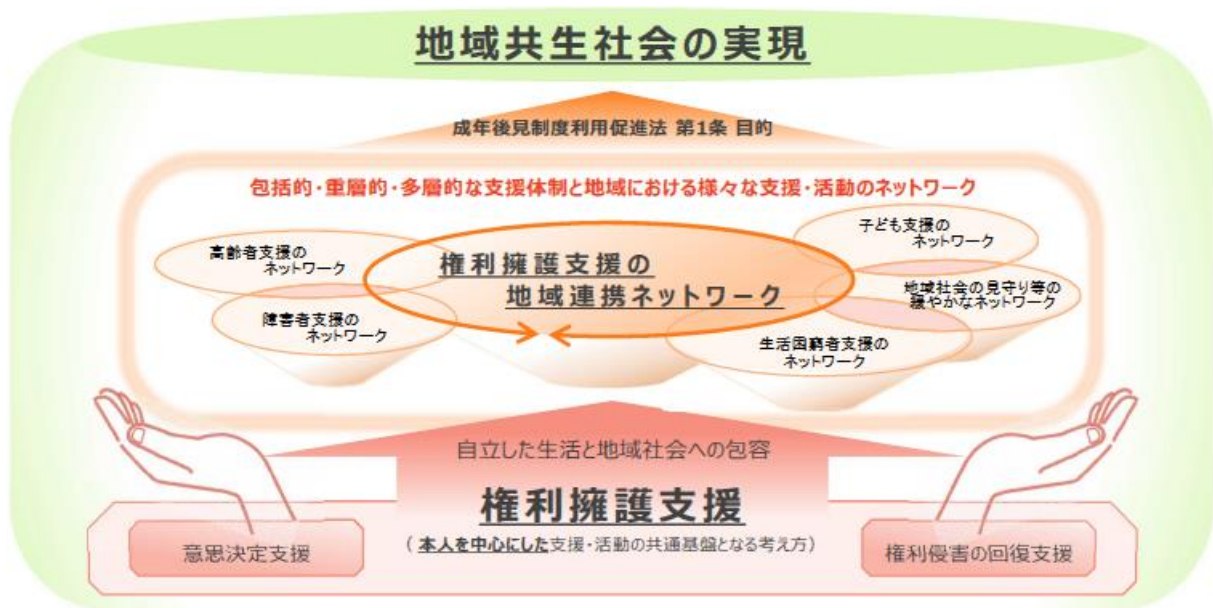 地域共生社会の実現
成年後見制度利用促進法 第1条 目的
包括的・重層的・多層的な支援体制と地域における様々な支援・活動のネットワーク
高齢者支援の
ネットワーク
障害者支援の
ネットワーク
権利擁護支援の
地域連携ネットワーク
子ども支援の
ネットワーク
地域社会の見守り等の
緩やかなネットワーク
生活困窮者支援の
ネットワーク
自立した生活と地域社会への包容
権利擁護支援
(本人を中心にした支援・活動の共通基盤となる考え方)
意思決定支援
権利侵害の回復支援